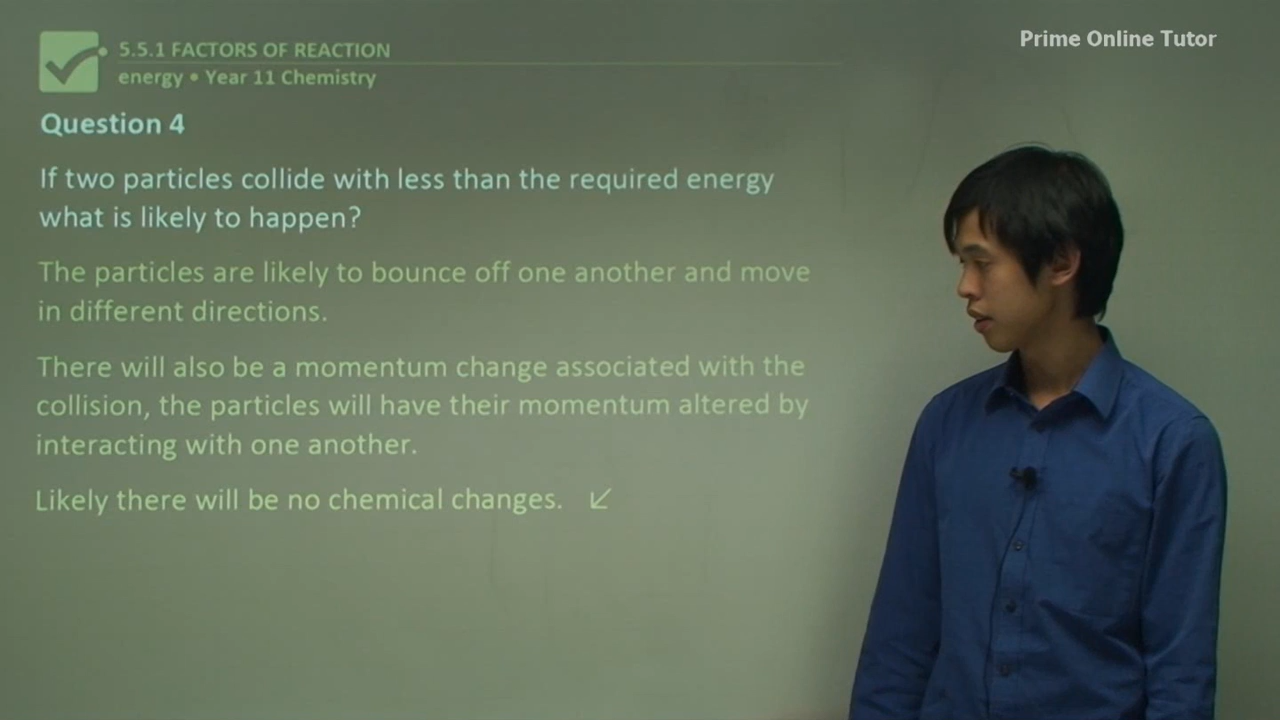 5.5.1 FACTORS OF REACTION
energy • Year 11 Chemistry
Prime Online Tutor
Question 4
If two particles collide with less than the required energy
what is likely to happen?
The particles are likely to bounce off one another and move
in different directions.
There will also be a momentum change associated with the
collision, the particles will have their momentum altered by
interacting with one another.
Likely there will be no chemical changes.